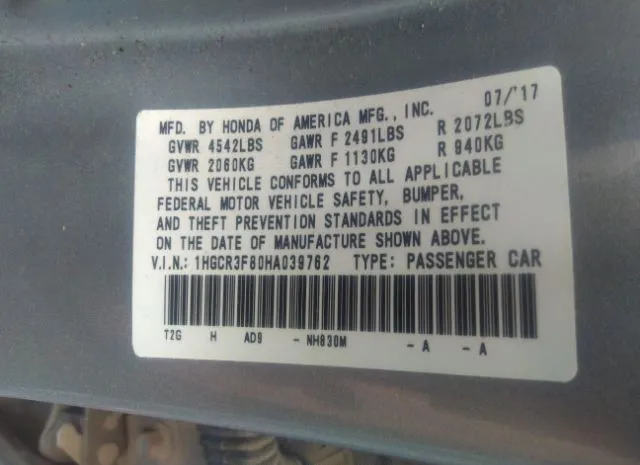 MFD. BY HONDA OF AMERICA MFG., INC. 07/'17
GVWR 4542LBS GAWR F 2491LBS R 2072LBS
GVWR 2060KG GAWR F 1130KG R 940KG
THIS VEHICLE CONFORMS TO ALL APPLICABLE
FEDERAL MOTOR VEHICLE SAFETY, BUMPER,
AND THEFT PREVENTION STANDARDS IN EFFECT
ON THE DATE OF MANUFACTURE SHOWN ABOVE.
V.I.N.: 1HGCR3F80HA039762 TYPE: PASSENGER CAR
T2G H AD9 - NH830M - A - A